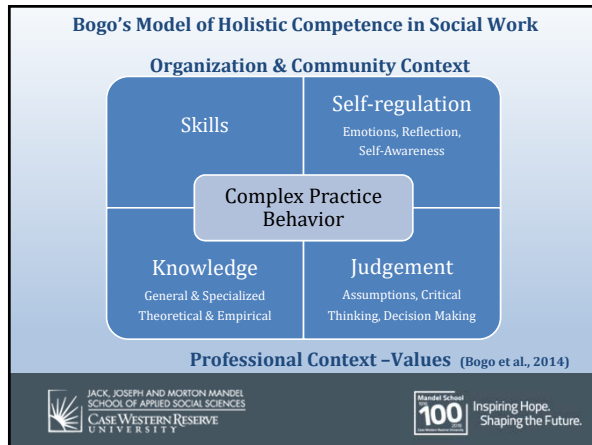 Bogo's Model of Holistic Competence in Social Work
Organization & Community Context
Skills
Self-regulation
Emotions, Reflection,
Self-Awareness
Complex Practice
Behavior
Knowledge
General & Specialized
Theoretical & Empirical
Judgement
Assumptions, Critical
Thinking, Decision Making
Professional Context –Values (Bogo et al., 2014)
JACK, JOSEPH AND MORTON MANDEL
SCHOOL OF APPLIED SOCIAL SCIENCES
CASE WESTERN RESERVE
UNIVERSITY
Mandel School
100
Inspiring Hope.
Shaping the Future.